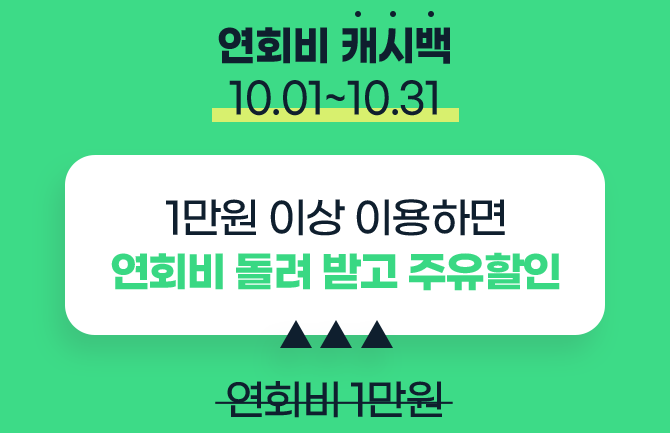 연회비 캐시백
10.01~10.31
1만원 이상 이용하면
연회비 돌려 받고 주유할인
연회비 1만원